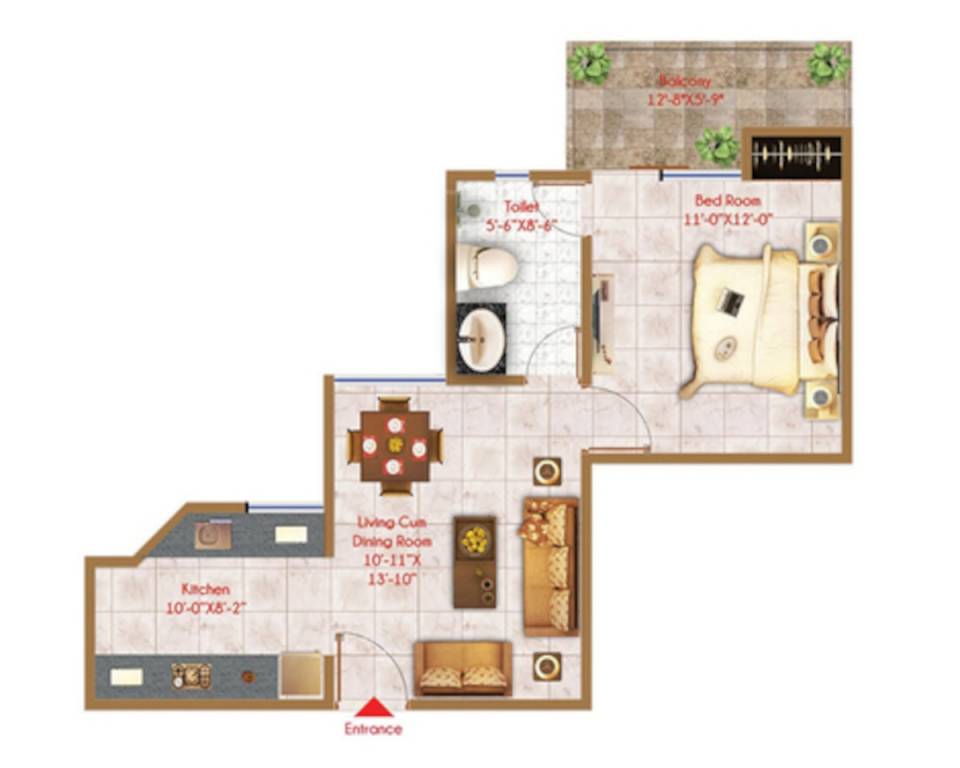 Balcony
12'-8"X5'-9"
Toilet
5'-6"X8'-6"
Bed Room
11'-0"X12'-0"
Living Cum
Dining Room
10'-11"X
13'-10"
Kitchen
10'-0"X8'-2"
Entrance